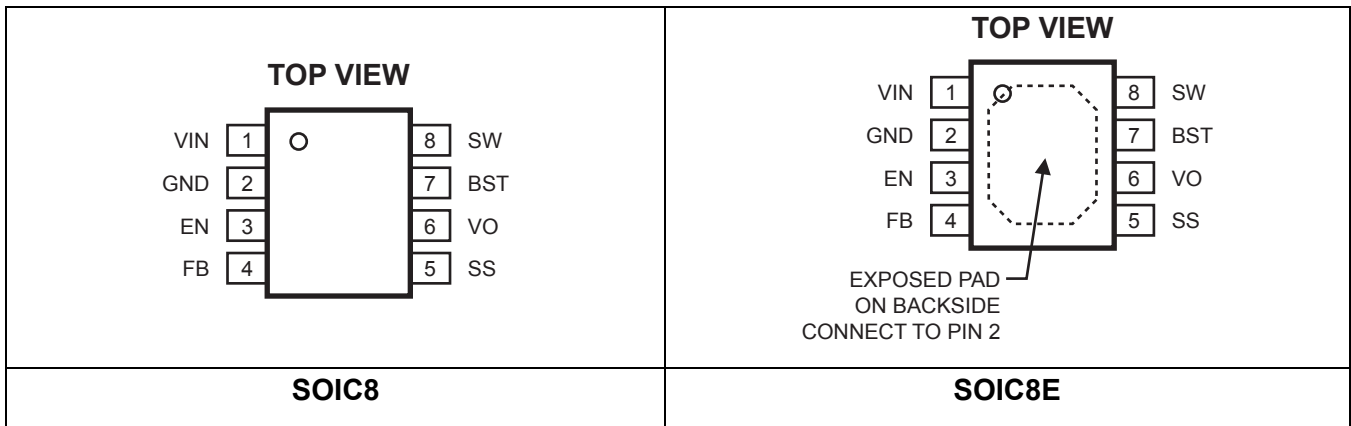 TOP VIEW
VIN 1 8 SW
GND 2 7 BST
EN 3 6 VO
FB 4 5 SS
SOIC8
TOP VIEW
VIN 1 8 SW
GND 2 7 BST
EN 3 6 VO
FB 4 5 SS
EXPOSED PAD
ON BACKSIDE
CONNECT TO PIN 2
SOIC8E